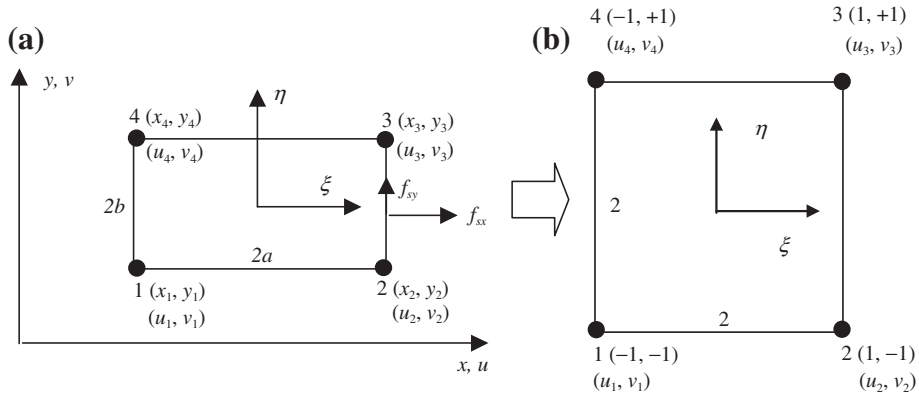 (a)
y, v
η
4 (x₄, y₄)
(u₄, v₄)
3 (x₃, y₃)
(u₃, v₃)
ξ
f_sy
f_sx
2b
2a
1 (x₁, y₁)
(u₁, v₁)
2 (x₂, y₂)
(u₂, v₂)
x, u
(b)
4 (−1, +1)
(u₄, v₄)
3 (1, +1)
(u₃, v₃)
η
ξ
2
2
1 (−1, −1)
(u₁, v₁)
2 (1, −1)
(u₂, v₂)